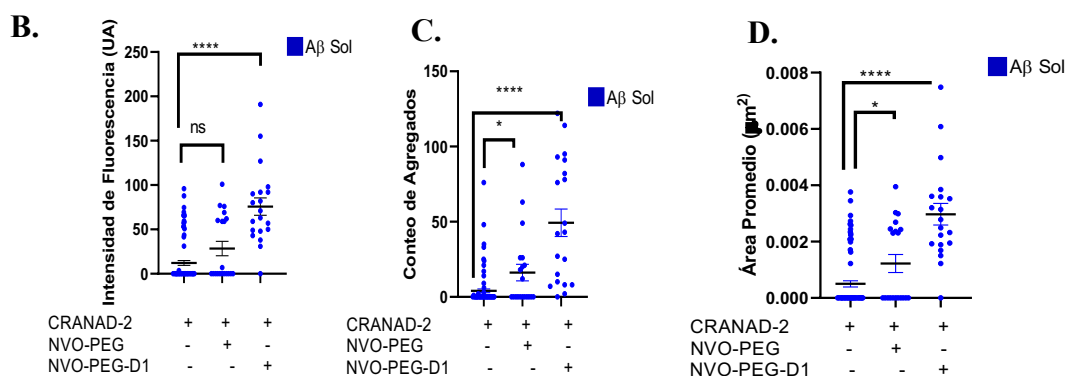 B.
Intensidad de Fluorescencia (UA)
250
200
150
100
50
0
****
ns
Aβ Sol
CRANAD-2 + + +
NVO-PEG - + -
NVO-PEG-D1 - - +
C.
Conteo de Agregados
150
100
50
0
****
*
Aβ Sol
CRANAD-2 + + +
NVO-PEG - + -
NVO-PEG-D1 - - +
D.
Área Promedio (μm²)
0.008
0.006
0.004
0.002
0.000
****
*
Aβ Sol
CRANAD-2 + + +
NVO-PEG - + -
NVO-PEG-D1 - - +